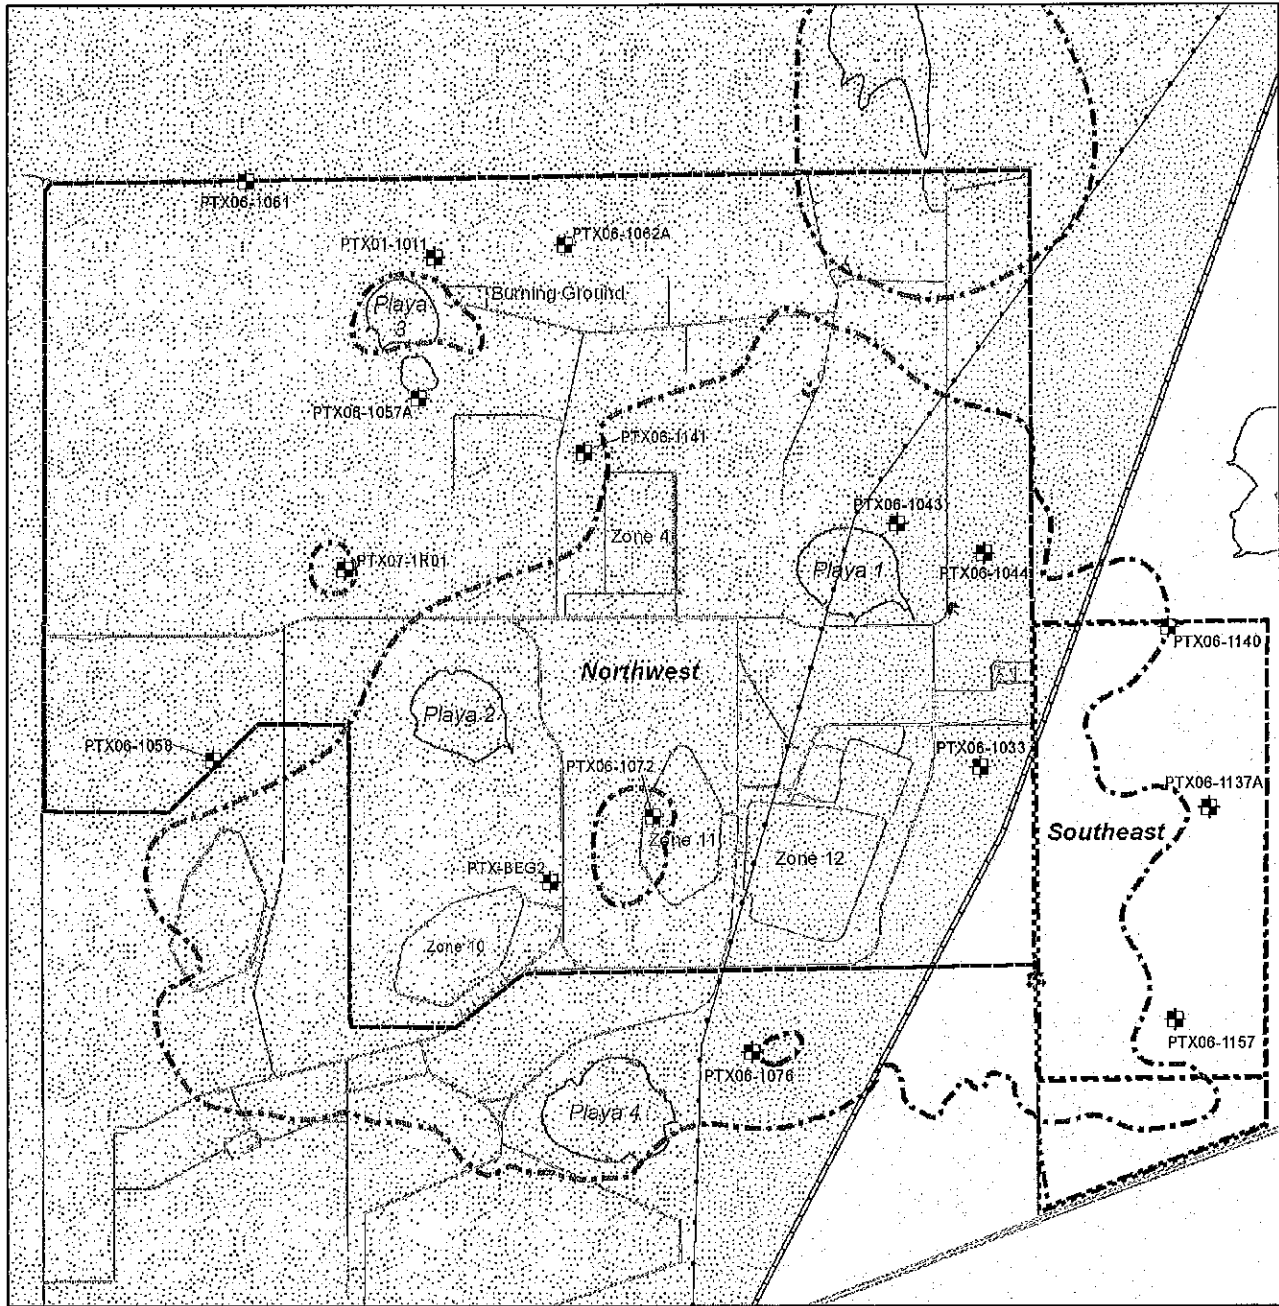 PTX06-1061
PTX01-1011
PTX06-1062A
Playa
3
Burning Ground
PTX06-1057A
PTX06-1141
PTX06-1043
Zone 4
PTX07-1R01
Playa 1
PTX06-1044
PTX06-1140
Northwest
Playa 2
PTX06-1058
PTX06-1072
PTX06-1033
PTX06-1137A
Southeast
Zone 11
Zone 12
PTX-BEG2
Zone 10
PTX06-1157
PTX06-1076
Playa 4